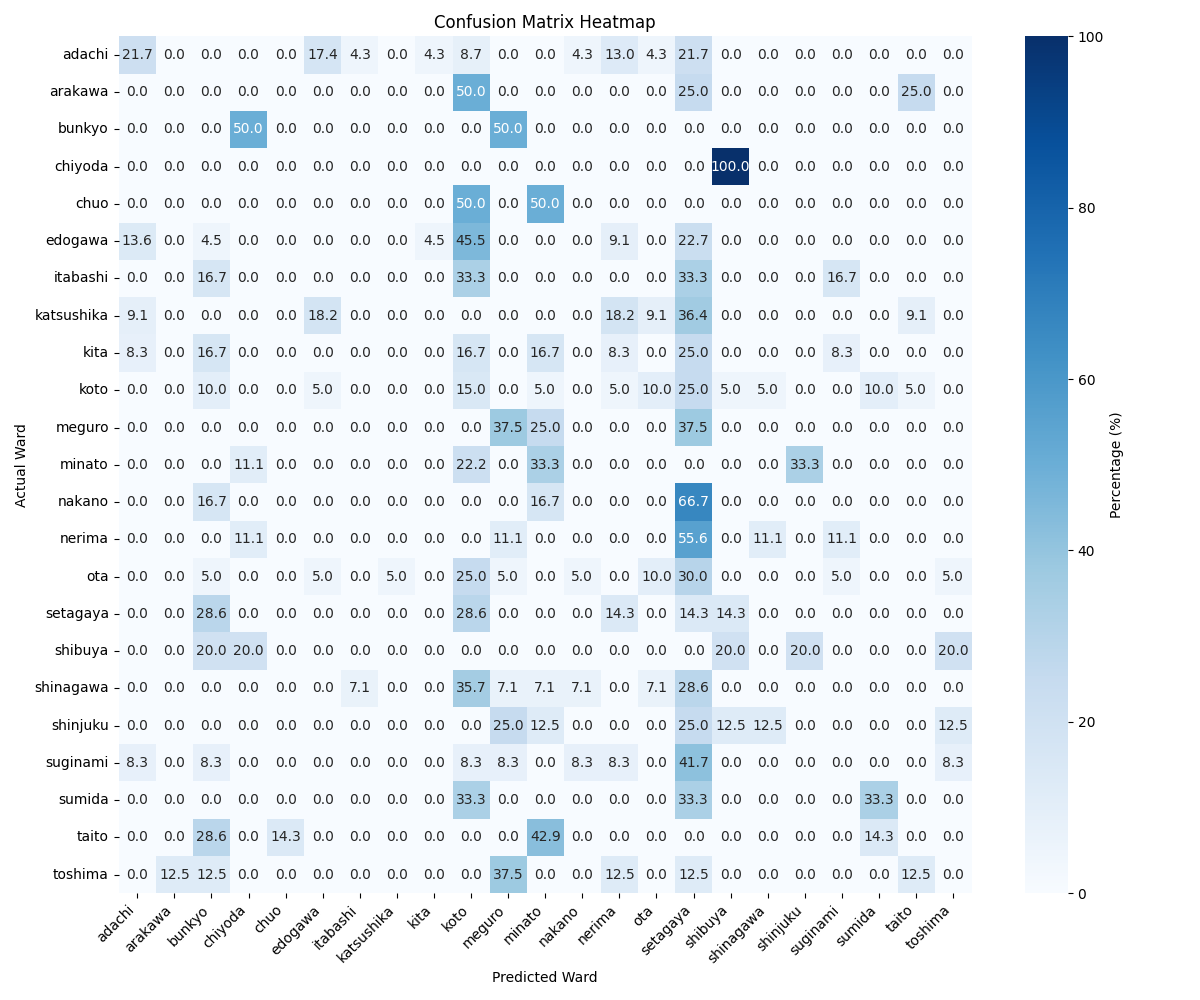 Confusion Matrix Heatmap
adachi 21.7 0.0 0.0 0.0 0.0 17.4 4.3 0.0 4.3 8.7 0.0 0.0 4.3 13.0 4.3 21.7 0.0 0.0 0.0 0.0 0.0 0.0 0.0
arakawa 0.0 0.0 0.0 0.0 0.0 0.0 0.0 0.0 0.0 50.0 0.0 0.0 0.0 0.0 0.0 25.0 0.0 0.0 0.0 0.0 0.0 25.0 0.0
bunkyo 0.0 0.0 0.0 50.0 0.0 0.0 0.0 0.0 0.0 0.0 50.0 0.0 0.0 0.0 0.0 0.0 0.0 0.0 0.0 0.0 0.0 0.0 0.0
chiyoda 0.0 0.0 0.0 0.0 0.0 0.0 0.0 0.0 0.0 0.0 0.0 0.0 0.0 0.0 0.0 0.0 100.0 0.0 0.0 0.0 0.0 0.0 0.0
chuo 0.0 0.0 0.0 0.0 0.0 0.0 0.0 0.0 0.0 50.0 0.0 50.0 0.0 0.0 0.0 0.0 0.0 0.0 0.0 0.0 0.0 0.0 0.0
edogawa 13.6 0.0 4.5 0.0 0.0 0.0 0.0 0.0 4.5 45.5 0.0 0.0 0.0 9.1 0.0 22.7 0.0 0.0 0.0 0.0 0.0 0.0 0.0
itabashi 0.0 0.0 16.7 0.0 0.0 0.0 0.0 0.0 0.0 33.3 0.0 0.0 0.0 0.0 0.0 33.3 0.0 0.0 0.0 16.7 0.0 0.0 0.0
katsushika 9.1 0.0 0.0 0.0 0.0 18.2 0.0 0.0 0.0 0.0 0.0 0.0 0.0 18.2 9.1 36.4 0.0 0.0 0.0 0.0 0.0 9.1 0.0
kita 8.3 0.0 16.7 0.0 0.0 0.0 0.0 0.0 0.0 16.7 0.0 16.7 0.0 8.3 0.0 25.0 0.0 0.0 0.0 8.3 0.0 0.0 0.0
koto 0.0 0.0 10.0 0.0 0.0 5.0 0.0 0.0 0.0 15.0 0.0 5.0 0.0 5.0 10.0 25.0 5.0 5.0 0.0 0.0 10.0 5.0 0.0
meguro 0.0 0.0 0.0 0.0 0.0 0.0 0.0 0.0 0.0 0.0 37.5 25.0 0.0 0.0 0.0 37.5 0.0 0.0 0.0 0.0 0.0 0.0 0.0
minato 0.0 0.0 0.0 11.1 0.0 0.0 0.0 0.0 0.0 22.2 0.0 33.3 0.0 0.0 0.0 0.0 0.0 0.0 33.3 0.0 0.0 0.0 0.0
nakano 0.0 0.0 16.7 0.0 0.0 0.0 0.0 0.0 0.0 0.0 0.0 16.7 0.0 0.0 0.0 66.7 0.0 0.0 0.0 0.0 0.0 0.0 0.0
nerima 0.0 0.0 0.0 11.1 0.0 0.0 0.0 0.0 0.0 0.0 11.1 0.0 0.0 0.0 0.0 55.6 0.0 11.1 0.0 11.1 0.0 0.0 0.0
ota 0.0 0.0 5.0 0.0 0.0 5.0 0.0 5.0 0.0 25.0 5.0 0.0 5.0 0.0 10.0 30.0 0.0 0.0 0.0 5.0 0.0 0.0 5.0
setagaya 0.0 0.0 28.6 0.0 0.0 0.0 0.0 0.0 0.0 28.6 0.0 0.0 0.0 14.3 0.0 14.3 14.3 0.0 0.0 0.0 0.0 0.0 0.0
shibuya 0.0 0.0 20.0 20.0 0.0 0.0 0.0 0.0 0.0 0.0 0.0 0.0 0.0 0.0 0.0 0.0 20.0 0.0 20.0 0.0 0.0 0.0 20.0
shinagawa 0.0 0.0 0.0 0.0 0.0 0.0 7.1 0.0 0.0 35.7 7.1 7.1 7.1 0.0 7.1 28.6 0.0 0.0 0.0 0.0 0.0 0.0 0.0
shinjuku 0.0 0.0 0.0 0.0 0.0 0.0 0.0 0.0 0.0 0.0 25.0 12.5 0.0 0.0 0.0 25.0 12.5 12.5 0.0 0.0 0.0 0.0 12.5
suginami 8.3 0.0 8.3 0.0 0.0 0.0 0.0 0.0 0.0 8.3 8.3 0.0 8.3 8.3 0.0 41.7 0.0 0.0 0.0 0.0 0.0 0.0 8.3
sumida 0.0 0.0 0.0 0.0 0.0 0.0 0.0 0.0 0.0 33.3 0.0 0.0 0.0 0.0 0.0 33.3 0.0 0.0 0.0 0.0 33.3 0.0 0.0
taito 0.0 0.0 28.6 0.0 14.3 0.0 0.0 0.0 0.0 0.0 0.0 42.9 0.0 0.0 0.0 0.0 0.0 0.0 0.0 0.0 14.3 0.0 0.0
toshima 0.0 12.5 12.5 0.0 0.0 0.0 0.0 0.0 0.0 0.0 37.5 0.0 0.0 12.5 0.0 12.5 0.0 0.0 0.0 0.0 0.0 12.5 0.0
adachi arakawa bunkyo chiyoda chuo edogawa itabashi katsushika kita koto meguro minato nakano nerima ota setagaya shibuya shinagawa shinjuku suginami sumida taito toshima
Predicted Ward
Actual Ward
100
80
60
40
20
0
Percentage (%)